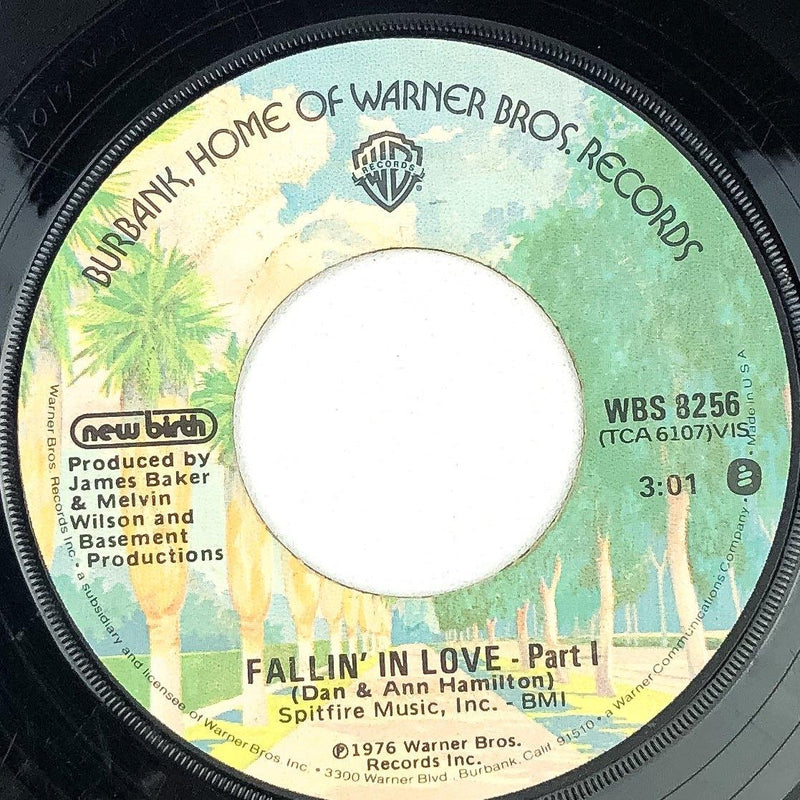 BURBANK, HOME OF WARNER BROS. RECORDS
WB
RECORDS
new birth
Produced by
James Baker
& Melvin
Wilson and
Basement
Productions
WBS 8256
(TCA 6107)VIS
3:01
FALLIN' IN LOVE - Part I
(Dan & Ann Hamilton)
Spitfire Music, Inc. - BMI
℗1976 Warner Bros.
Records Inc.
Warner Bros. Records Inc., a subsidiary and licensee of Warner Bros. Inc. • 3300 Warner Blvd., Burbank, Calif. 91510 • a Warner Communications Company • Made in U S A